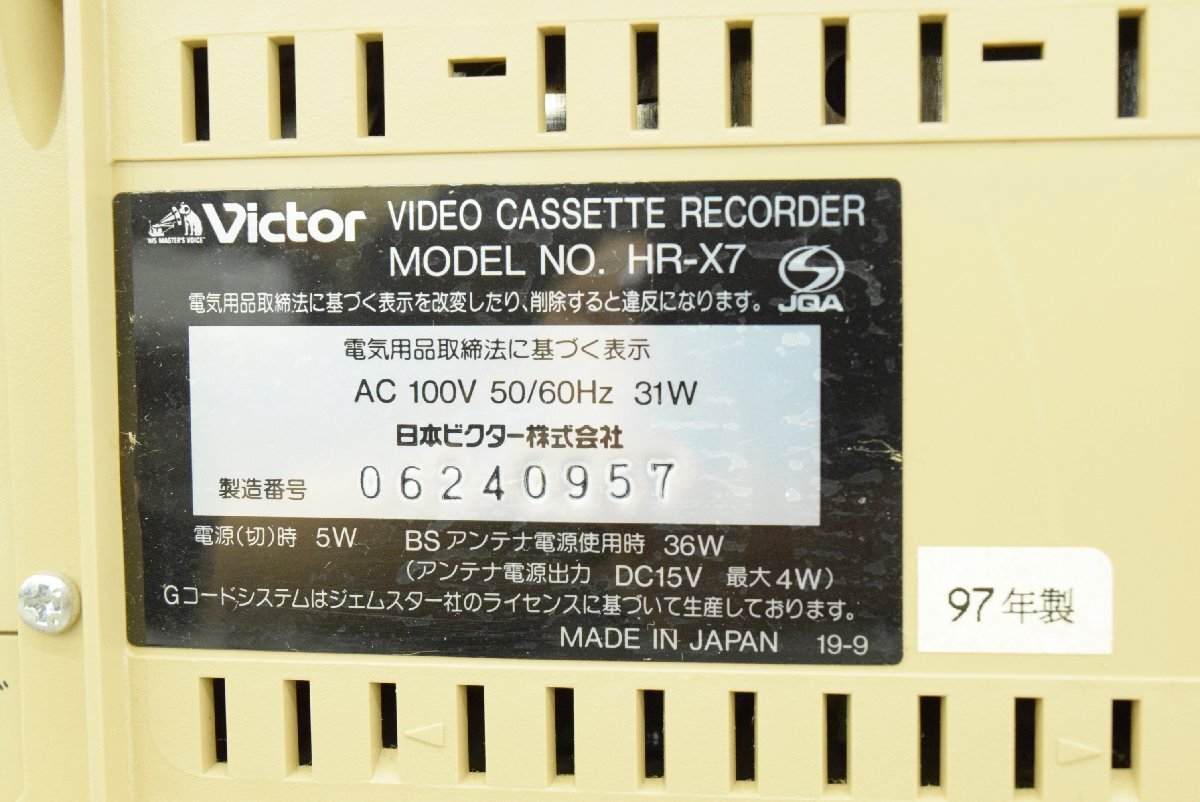 "HIS MASTER'S VOICE" Victor VIDEO CASSETTE RECORDER
MODEL NO. HR-X7
JQA
電気用品取締法に基づく表示を改変したり、削除すると違反になります。
電気用品取締法に基づく表示
AC 100V 50/60Hz 31W
日本ビクター株式会社
製造番号 06240957
電源(切)時 5W BSアンテナ電源使用時 36W
(アンテナ電源出力 DC15V 最大4W)
Gコードシステムはジェムスター社のライセンスに基づいて生産しております。
MADE IN JAPAN 19-9
97年製